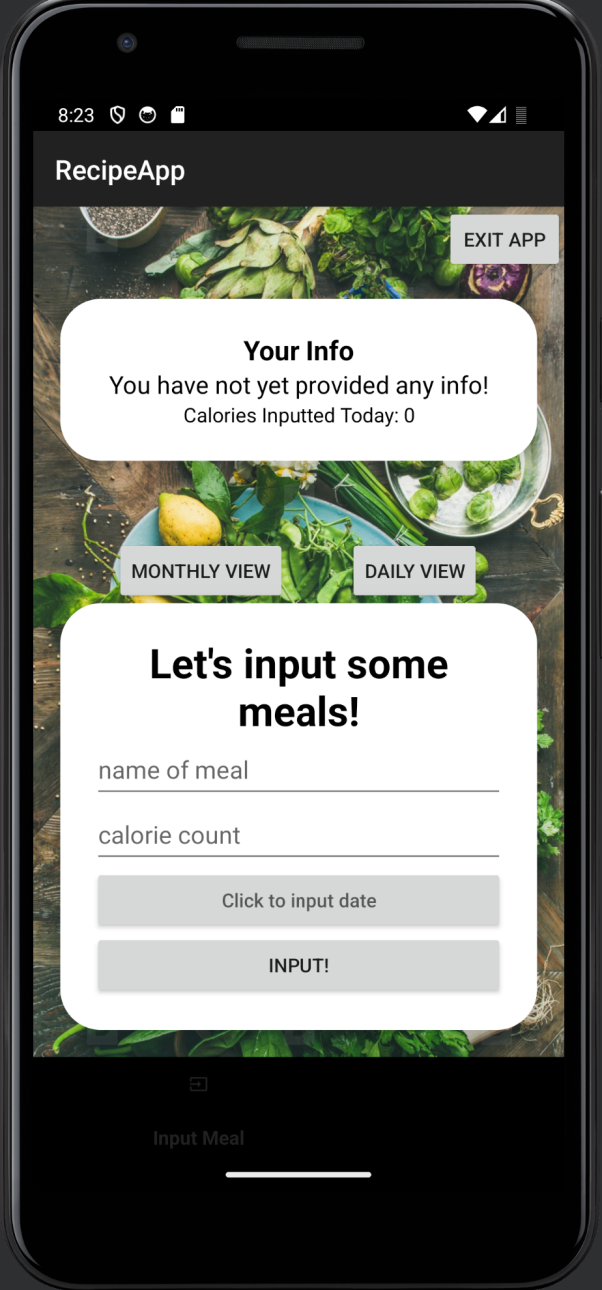 8:23
RecipeApp
EXIT APP
Your Info
You have not yet provided any info!
Calories Inputted Today: 0
MONTHLY VIEW
DAILY VIEW
Let's input some
meals!
name of meal
calorie count
Click to input date
INPUT!
Input Meal